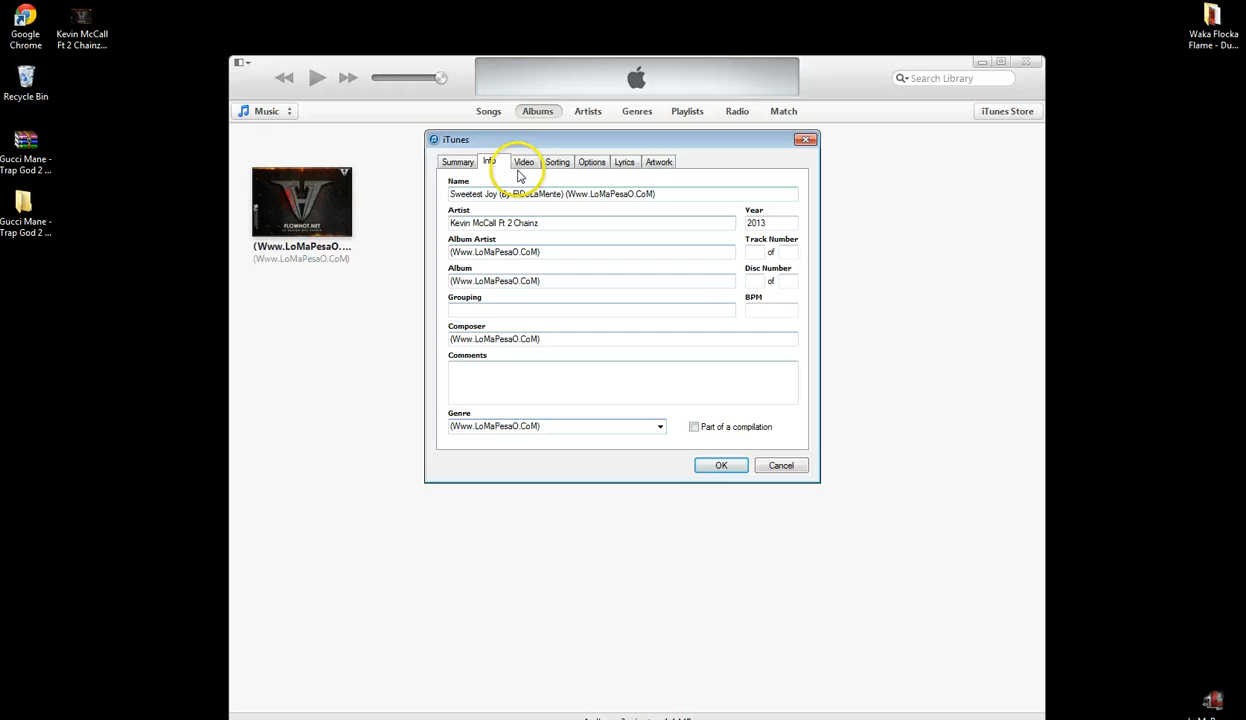 Google
Chrome
Kevin McCall
Ft 2 Chainz...
Recycle Bin
Gucci Mane -
Trap God 2 ...
Gucci Mane -
Trap God 2 ...
Waka Flocka
Flame - Du...
Search Library
Music
Songs
Albums
Artists
Genres
Playlists
Radio
Match
iTunes Store
FLOWHOT.NET
(Www.LoMaPesaO....
(Www.LoMaPesaO.CoM)
iTunes
Summary
Info
Video
Sorting
Options
Lyrics
Artwork
Name
Sweetest Joy (By ElDeLaMente) (Www.LoMaPesaO.CoM)
Artist
Year
Kevin McCall Ft 2 Chainz
2013
Album Artist
Track Number
(Www.LoMaPesaO.CoM)
of
Album
Disc Number
(Www.LoMaPesaO.CoM)
of
Grouping
BPM
Composer
(Www.LoMaPesaO.CoM)
Comments
Genre
(Www.LoMaPesaO.CoM)
Part of a compilation
OK
Cancel